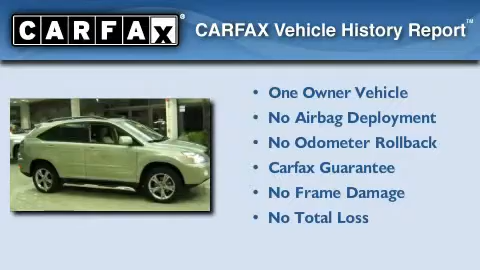 CARFAX®
CARFAX Vehicle History Report™
• One Owner Vehicle
• No Airbag Deployment
• No Odometer Rollback
• Carfax Guarantee
• No Frame Damage
• No Total Loss